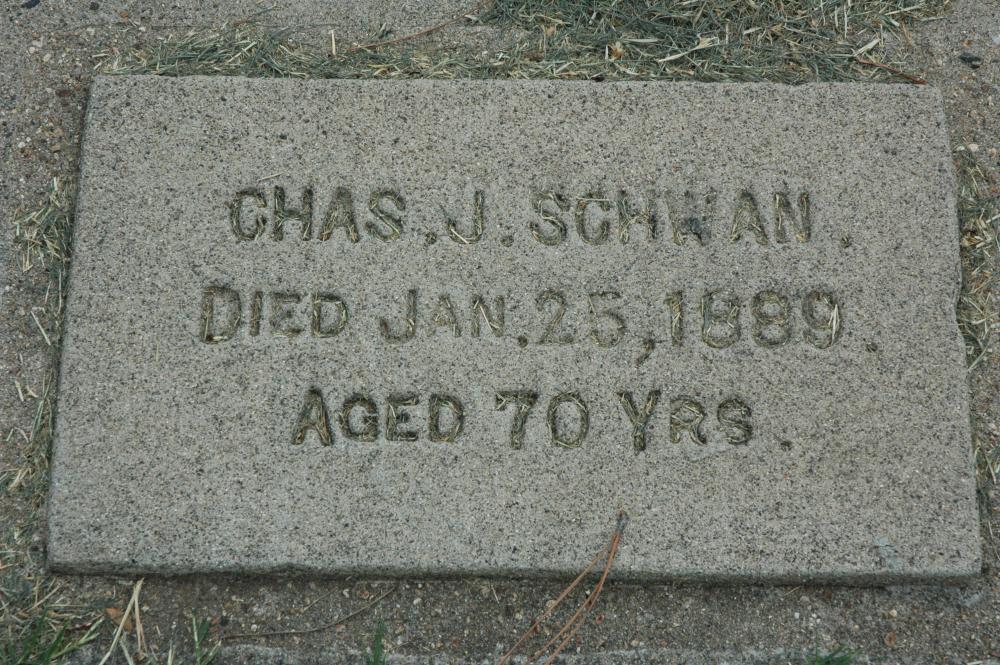 CHAS. J. SCHWAN.
DIED JAN. 25, 1889.
AGED 70 YRS.